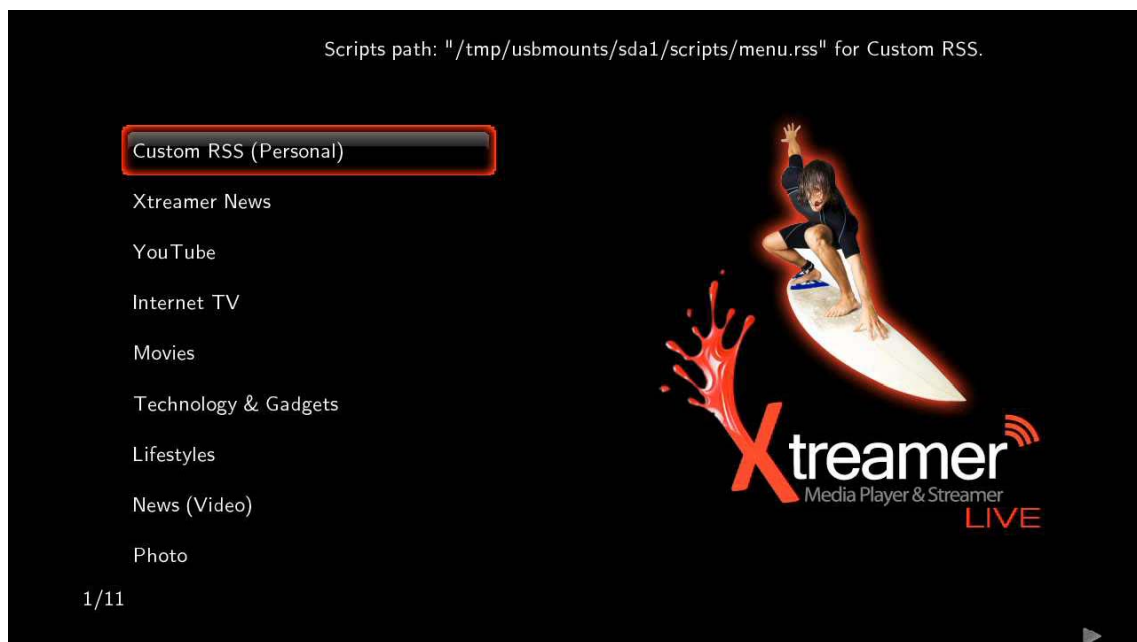 Scripts path: "/tmp/usbmounts/sda1/scripts/menu.rss" for Custom RSS.
Custom RSS (Personal)
Xtreamer News
YouTube
Internet TV
Movies
Technology & Gadgets
Lifestyles
News (Video)
Photo
1/11
Xtreamer
Media Player & Streamer
LIVE